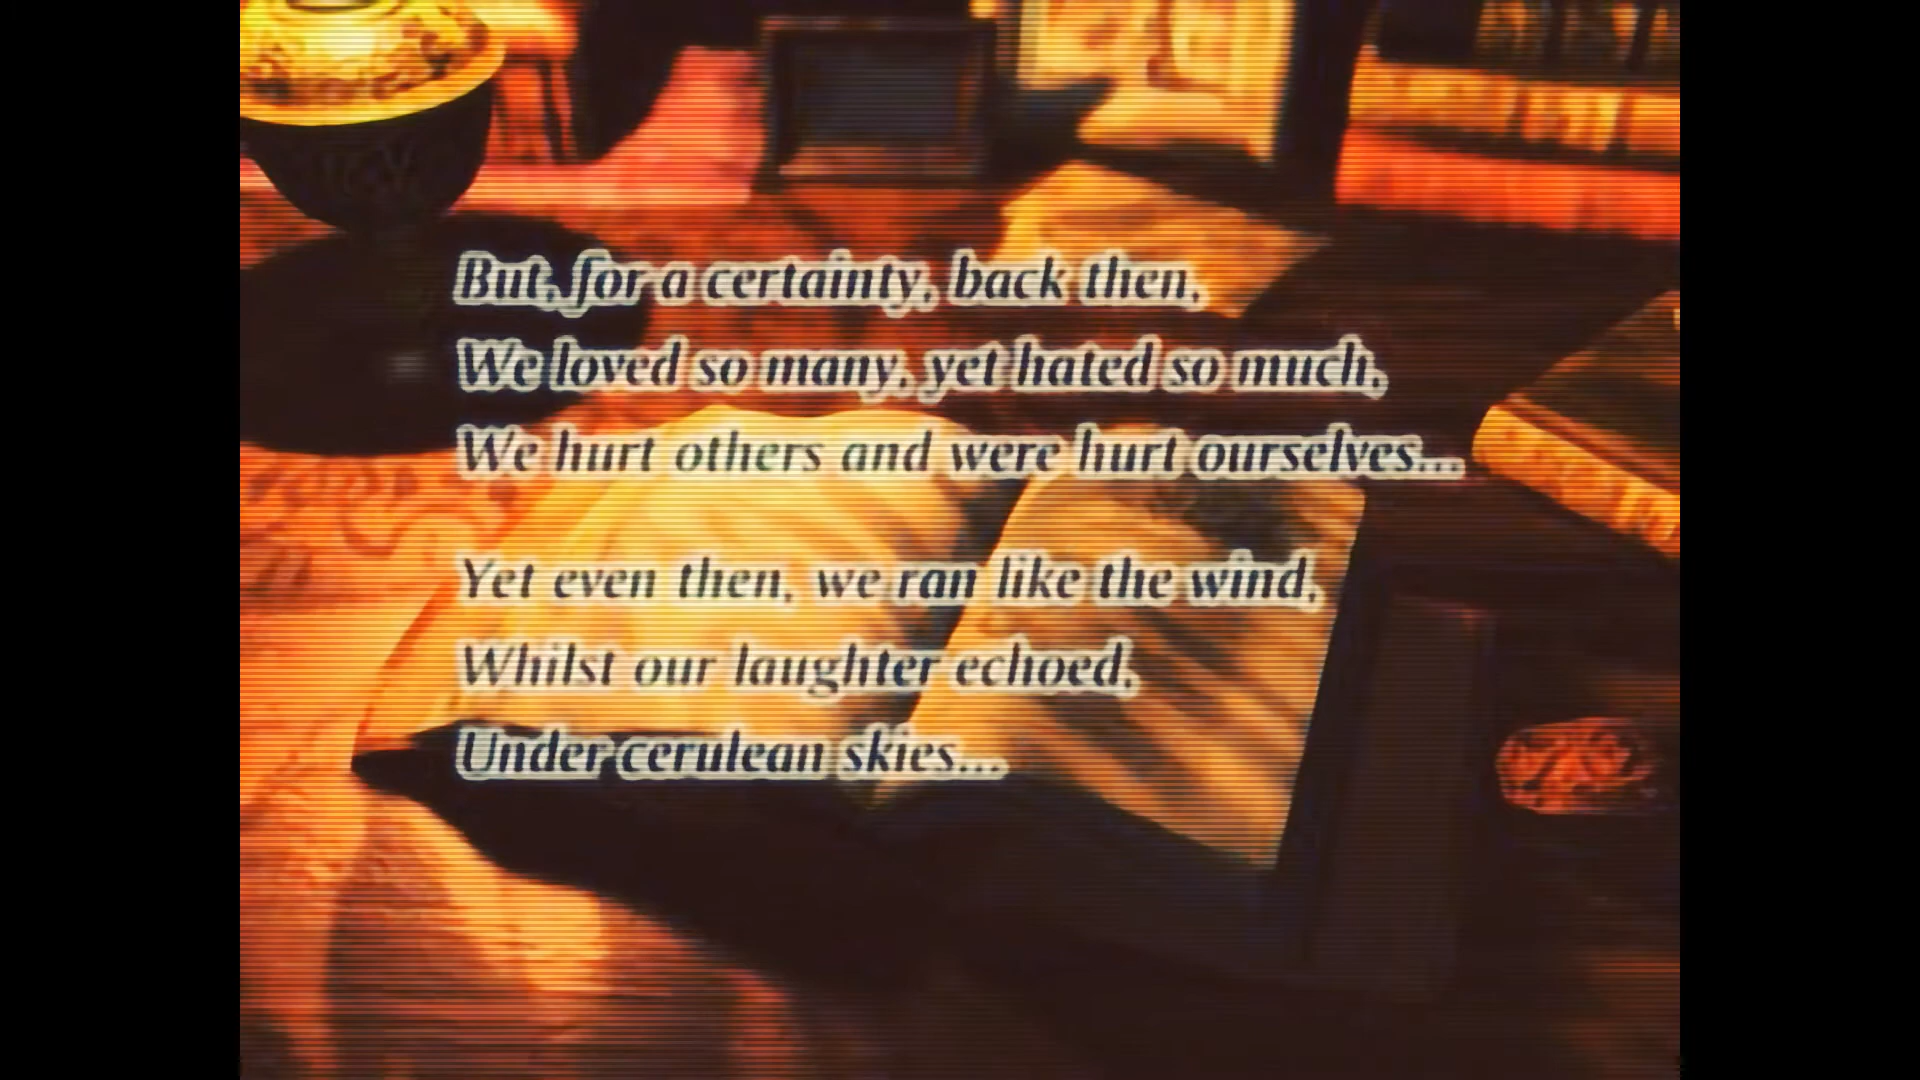 But, for a certainty, back then,
We loved so many, yet hated so much,
We hurt others and were hurt ourselves...
Yet even then, we ran like the wind,
Whilst our laughter echoed,
Under cerulean skies...